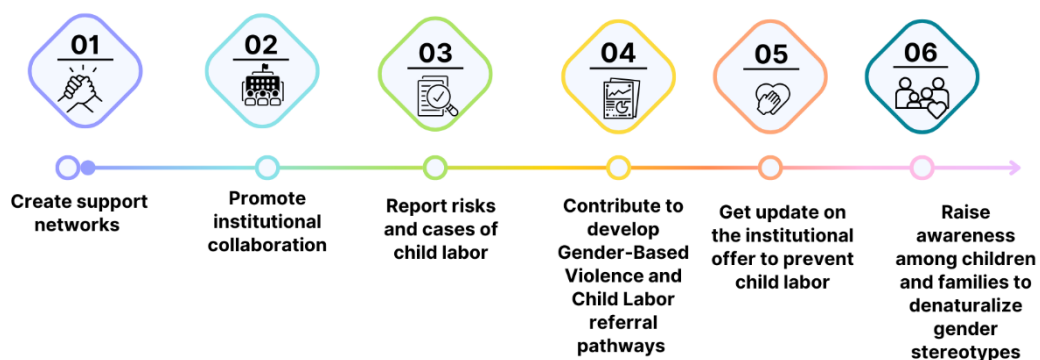 01
Create support
networks
02
Promote
institutional
collaboration
03
Report risks
and cases of
child labor
04
Contribute to
develop
Gender-Based
Violence and
Child Labor
referral
pathways
05
Get update on
the institutional
offer to prevent
child labor
06
Raise
awareness
among children
and families to
denaturalize
gender
stereotypes